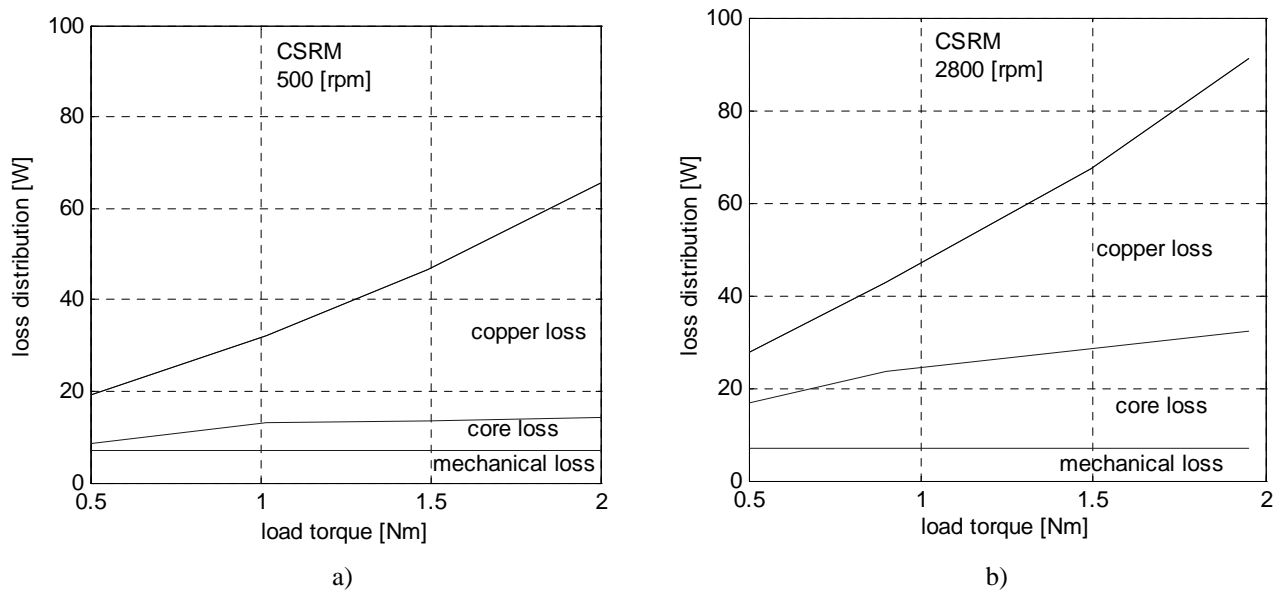 100
80
60
40
20
0
loss distribution [W]
CSRM
500 [rpm]
copper loss
core loss
mechanical loss
0.5
1
1.5
2
load torque [Nm]
a)
100
80
60
40
20
0
loss distribution [W]
CSRM
2800 [rpm]
copper loss
core loss
mechanical loss
0.5
1
1.5
2
load torque [Nm]
b)